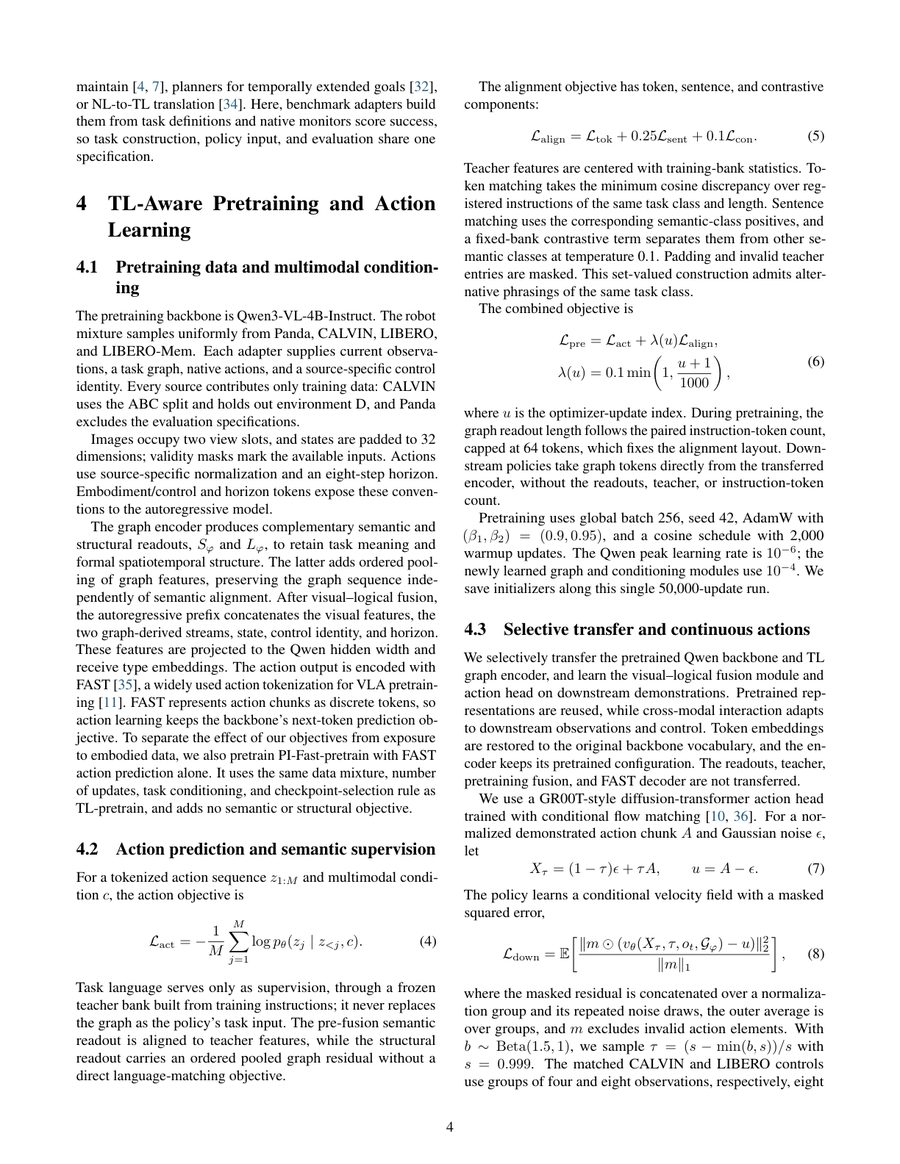 maintain [4, 7], planners for temporally extended goals [32],
or NL-to-TL translation [34]. Here, benchmark adapters build
them from task definitions and native monitors score success,
so task construction, policy input, and evaluation share one
specification.
4 TL-Aware Pretraining and Action
Learning
4.1 Pretraining data and multimodal condition-
ing
The pretraining backbone is Qwen3-VL-4B-Instruct. The robot
mixture samples uniformly from Panda, CALVIN, LIBERO,
and LIBERO-Mem. Each adapter supplies current observa-
tions, a task graph, native actions, and a source-specific control
identity. Every source contributes only training data: CALVIN
uses the ABC split and holds out environment D, and Panda
excludes the evaluation specifications.
Images occupy two view slots, and states are padded to 32
dimensions; validity masks mark the available inputs. Actions
use source-specific normalization and an eight-step horizon.
Embodiment/control and horizon tokens expose these conven-
tions to the autoregressive model.
The graph encoder produces complementary semantic and
structural readouts, Sφ and Lφ, to retain task meaning and
formal spatiotemporal structure. The latter adds ordered pool-
ing of graph features, preserving the graph sequence inde-
pendently of semantic alignment. After visual–logical fusion,
the autoregressive prefix concatenates the visual features, the
two graph-derived streams, state, control identity, and horizon.
These features are projected to the Qwen hidden width and
receive type embeddings. The action output is encoded with
FAST [35], a widely used action tokenization for VLA pretrain-
ing [11]. FAST represents action chunks as discrete tokens, so
action learning keeps the backbone's next-token prediction ob-
jective. To separate the effect of our objectives from exposure
to embodied data, we also pretrain PI-Fast-pretrain with FAST
action prediction alone. It uses the same data mixture, number
of updates, task conditioning, and checkpoint-selection rule as
TL-pretrain, and adds no semantic or structural objective.
4.2 Action prediction and semantic supervision
For a tokenized action sequence z1:M and multimodal condi-
tion c, the action objective is
Lact = − 1/M ∑_{j=1}^{M} log pθ(zj | z<j, c). (4)
Task language serves only as supervision, through a frozen
teacher bank built from training instructions; it never replaces
the graph as the policy's task input. The pre-fusion semantic
readout is aligned to teacher features, while the structural
readout carries an ordered pooled graph residual without a
direct language-matching objective.
The alignment objective has token, sentence, and contrastive
components:
Lalign = Ltok + 0.25Lsent + 0.1Lcon. (5)
Teacher features are centered with training-bank statistics. To-
ken matching takes the minimum cosine discrepancy over reg-
istered instructions of the same task class and length. Sentence
matching uses the corresponding semantic-class positives, and
a fixed-bank contrastive term separates them from other se-
mantic classes at temperature 0.1. Padding and invalid teacher
entries are masked. This set-valued construction admits alter-
native phrasings of the same task class.
The combined objective is
Lpre = Lact + λ(u)Lalign,
λ(u) = 0.1 min(1, (u + 1)/1000), (6)
where u is the optimizer-update index. During pretraining, the
graph readout length follows the paired instruction-token count,
capped at 64 tokens, which fixes the alignment layout. Down-
stream policies take graph tokens directly from the transferred
encoder, without the readouts, teacher, or instruction-token
count.
Pretraining uses global batch 256, seed 42, AdamW with
(β1, β2) = (0.9, 0.95), and a cosine schedule with 2,000
warmup updates. The Qwen peak learning rate is 10−6; the
newly learned graph and conditioning modules use 10−4. We
save initializers along this single 50,000-update run.
4.3 Selective transfer and continuous actions
We selectively transfer the pretrained Qwen backbone and TL
graph encoder, and learn the visual–logical fusion module and
action head on downstream demonstrations. Pretrained rep-
resentations are reused, while cross-modal interaction adapts
to downstream observations and control. Token embeddings
are restored to the original backbone vocabulary, and the en-
coder keeps its pretrained configuration. The readouts, teacher,
pretraining fusion, and FAST decoder are not transferred.
We use a GR00T-style diffusion-transformer action head
trained with conditional flow matching [10, 36]. For a nor-
malized demonstrated action chunk A and Gaussian noise ϵ,
let
Xτ = (1 − τ)ϵ + τA, u = A − ϵ. (7)
The policy learns a conditional velocity field with a masked
squared error,
Ldown = E[ ‖m ⊙ (vθ(Xτ, τ, ot, Gφ) − u)‖²₂ / ‖m‖₁ ], (8)
where the masked residual is concatenated over a normaliza-
tion group and its repeated noise draws, the outer average is
over groups, and m excludes invalid action elements. With
b ∼ Beta(1.5, 1), we sample τ = (s − min(b, s))/s with
s = 0.999. The matched CALVIN and LIBERO controls
use groups of four and eight observations, respectively, eight
4